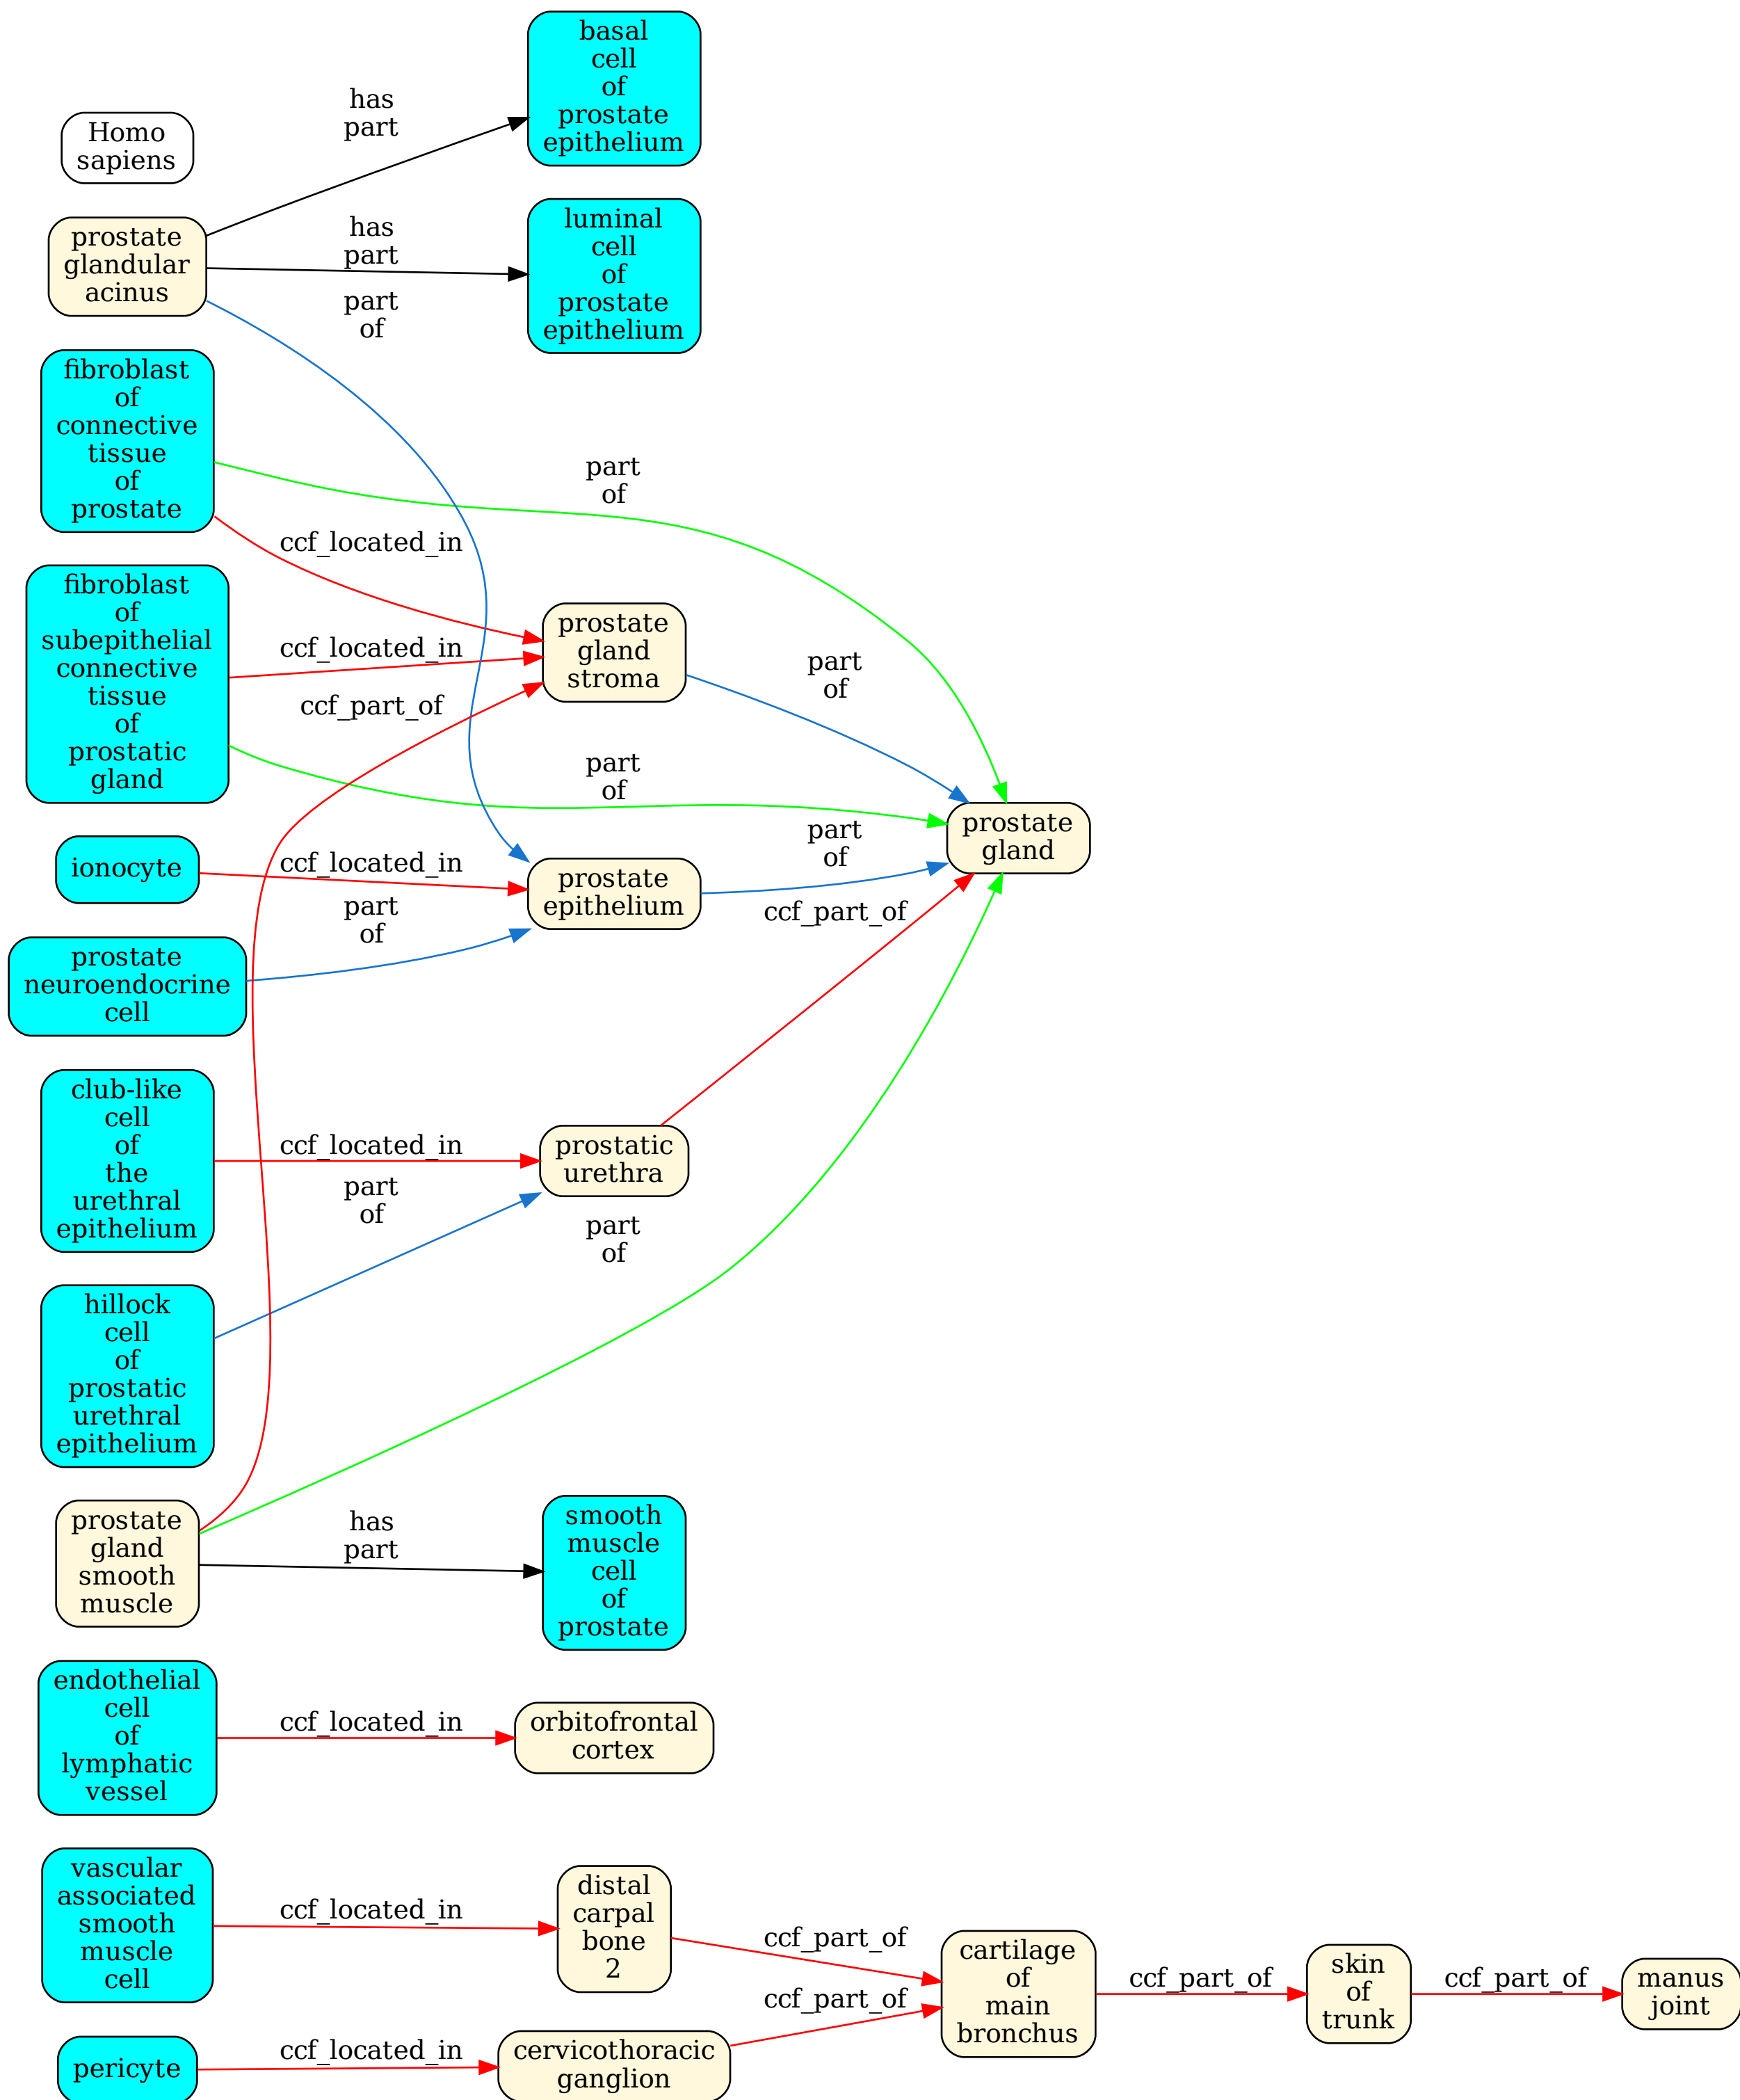 basal
cell
of
prostate
epithelium
has
part
Homo
sapiens
prostate
glandular
acinus
has
part
luminal
cell
of
prostate
epithelium
part
of
fibroblast
of
connective
tissue
of
prostate
part
of
ccf_located_in
fibroblast
of
subepithelial
connective
tissue
of
prostatic
gland
ccf_located_in
ccf_part_of
prostate
gland
stroma
part
of
part
of
prostate
gland
ionocyte
ccf_located_in
prostate
epithelium
part
of
ccf_part_of
prostate
neuroendocrine
cell
part
of
club-like
cell
of
the
urethral
epithelium
ccf_located_in
prostatic
urethra
part
of
part
of
hillock
cell
of
prostatic
urethral
epithelium
prostate
gland
smooth
muscle
has
part
smooth
muscle
cell
of
prostate
endothelial
cell
of
lymphatic
vessel
ccf_located_in
orbitofrontal
cortex
vascular
associated
smooth
muscle
cell
ccf_located_in
distal
carpal
bone
2
ccf_part_of
ccf_part_of
cartilage
of
main
bronchus
ccf_part_of
skin
of
trunk
ccf_part_of
manus
joint
pericyte
ccf_located_in
cervicothoracic
ganglion